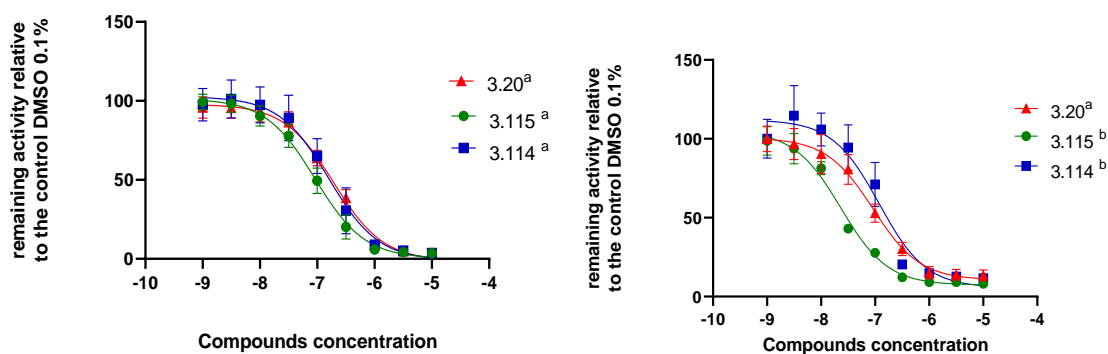 remaining activity relative
to the control DMSO 0.1%
150
100
50
0
-10
-9
-8
-7
-6
-5
-4
Compounds concentration
3.20a
3.115 a
3.114 a
remaining activity relative
to the control DMSO 0.1%
150
100
50
0
-10
-9
-8
-7
-6
-5
-4
Compounds concentration
3.20a
3.115 b
3.114 b